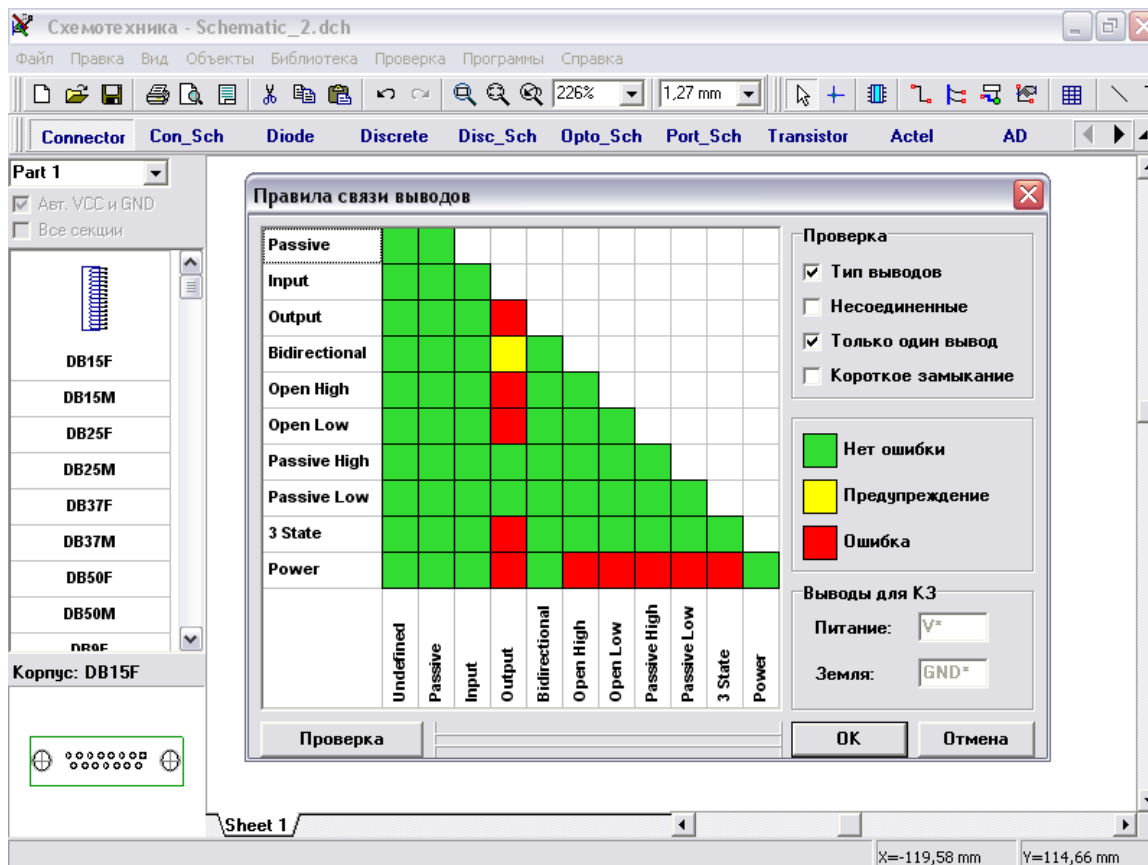 Схемотехника - Schematic_2.dch
Файл Правка Вид Объекты Библиотека Проверка Программы Справка
226% 1,27 mm
Connector Con_Sch Diode Discrete Disc_Sch Opto_Sch Port_Sch Transistor Actel AD
Part 1
Авт. VCC и GND
Все секции
DB15F
DB15M
DB25F
DB25M
DB37F
DB37M
DB50F
DB50M
DB9F
Корпус: DB15F
Правила связи выводов
Passive
Input
Output
Bidirectional
Open High
Open Low
Passive High
Passive Low
3 State
Power
Undefined
Passive
Input
Output
Bidirectional
Open High
Open Low
Passive High
Passive Low
3 State
Power
Проверка
Тип выводов
Несоединенные
Только один вывод
Короткое замыкание
Нет ошибки
Предупреждение
Ошибка
Выводы для КЗ
Питание: V*
Земля: GND*
Проверка
OK
Отмена
Sheet 1
X=-119,58 mm Y=114,66 mm